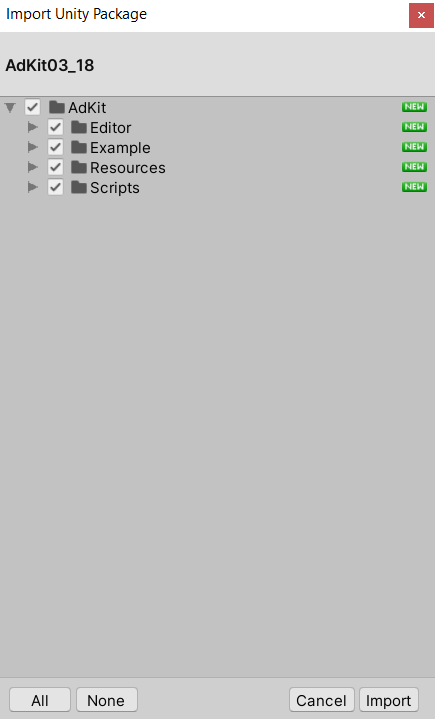 Import Unity Package
AdKit03_18
AdKit NEW
Editor NEW
Example NEW
Resources NEW
Scripts NEW
All None Cancel Import